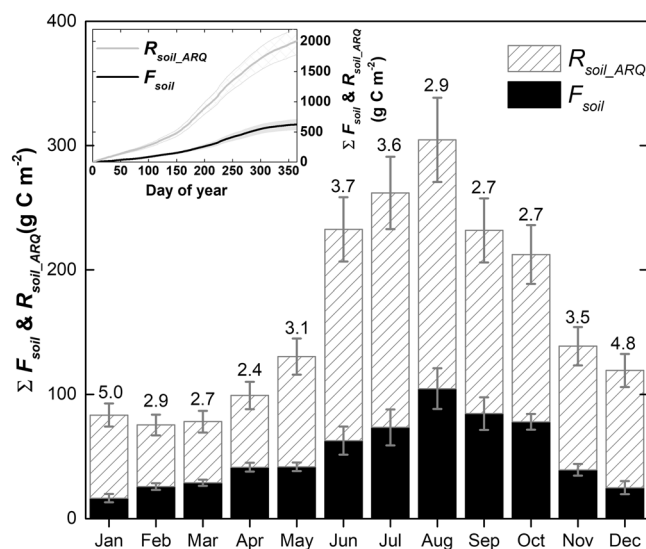 400
300
200
100
0
Σ F_soil & R_soil_ARQ (g C m⁻²)
R_soil_ARQ
F_soil
2000
1500
1000
500
0
Σ F_soil & R_soil_ARQ
(g C m⁻²)
0 50 100 150 200 250 300 350
Day of year
R_soil_ARQ
F_soil
5.0 2.9 2.7 2.4 3.1 3.7 3.6 2.9 2.7 2.7 3.5 4.8
Jan Feb Mar Apr May Jun Jul Aug Sep Oct Nov Dec